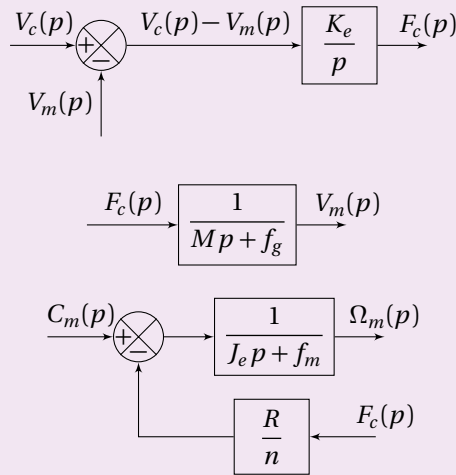 V_c(p) + − V_c(p) − V_m(p) K_e/p F_c(p)
V_m(p)
F_c(p) 1/(Mp + f_g) V_m(p)
C_m(p) + − 1/(J_e p + f_m) Ω_m(p)
R/n F_c(p)